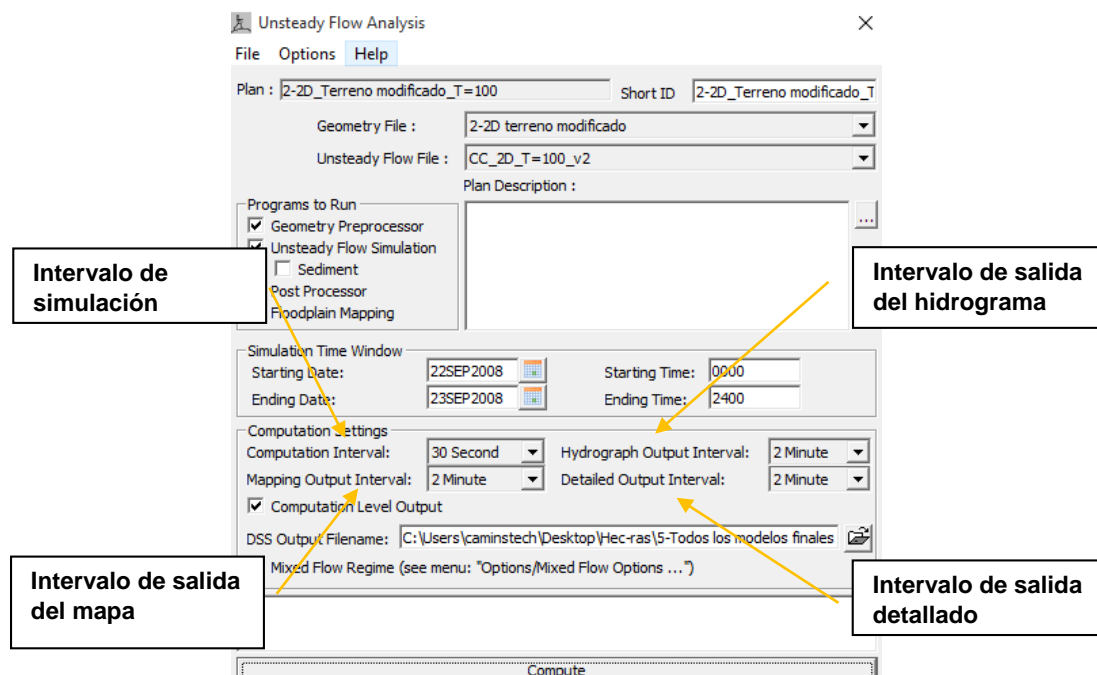 Unsteady Flow Analysis
File Options Help
Plan : 2-2D_Terreno modificado_T=100 Short ID 2-2D_Terreno modificado_T
Geometry File : 2-2D terreno modificado
Unsteady Flow File : CC_2D_T=100_v2
Plan Description :
Programs to Run
Geometry Preprocessor
...
Unsteady Flow Simulation
Sediment
Post Processor
Floodplain Mapping
Intervalo de
simulación
Intervalo de salida
del hidrograma
Simulation Time Window
Starting Date: 22SEP2008 Starting Time: 0000
Ending Date: 23SEP2008 Ending Time: 2400
Computation Settings
Computation Interval: 30 Second Hydrograph Output Interval: 2 Minute
Mapping Output Interval: 2 Minute Detailed Output Interval: 2 Minute
Computation Level Output
DSS Output Filename: C:\Users\caminstech\Desktop\Hec-ras\5-Todos los modelos finales
Mixed Flow Regime (see menu: "Options/Mixed Flow Options ...")
Intervalo de salida
del mapa
Intervalo de salida
detallado
Compute